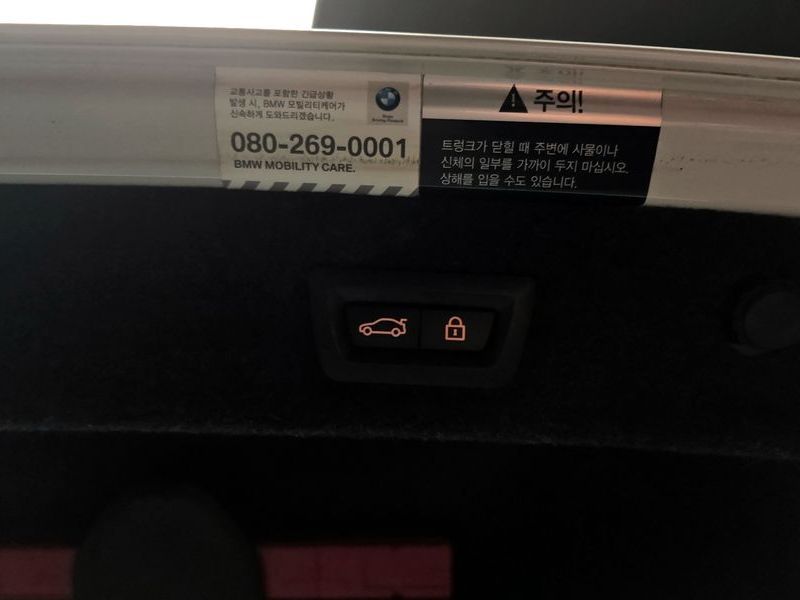 교통사고를 포함한 긴급상황
발생 시, BMW 모빌리티케어가
신속하게 도와드리겠습니다.
080-269-0001
BMW MOBILITY CARE.
주의!
트렁크가 닫힐 때 주변에 사물이나
신체의 일부를 가까이 두지 마십시오.
상해를 입을 수도 있습니다.